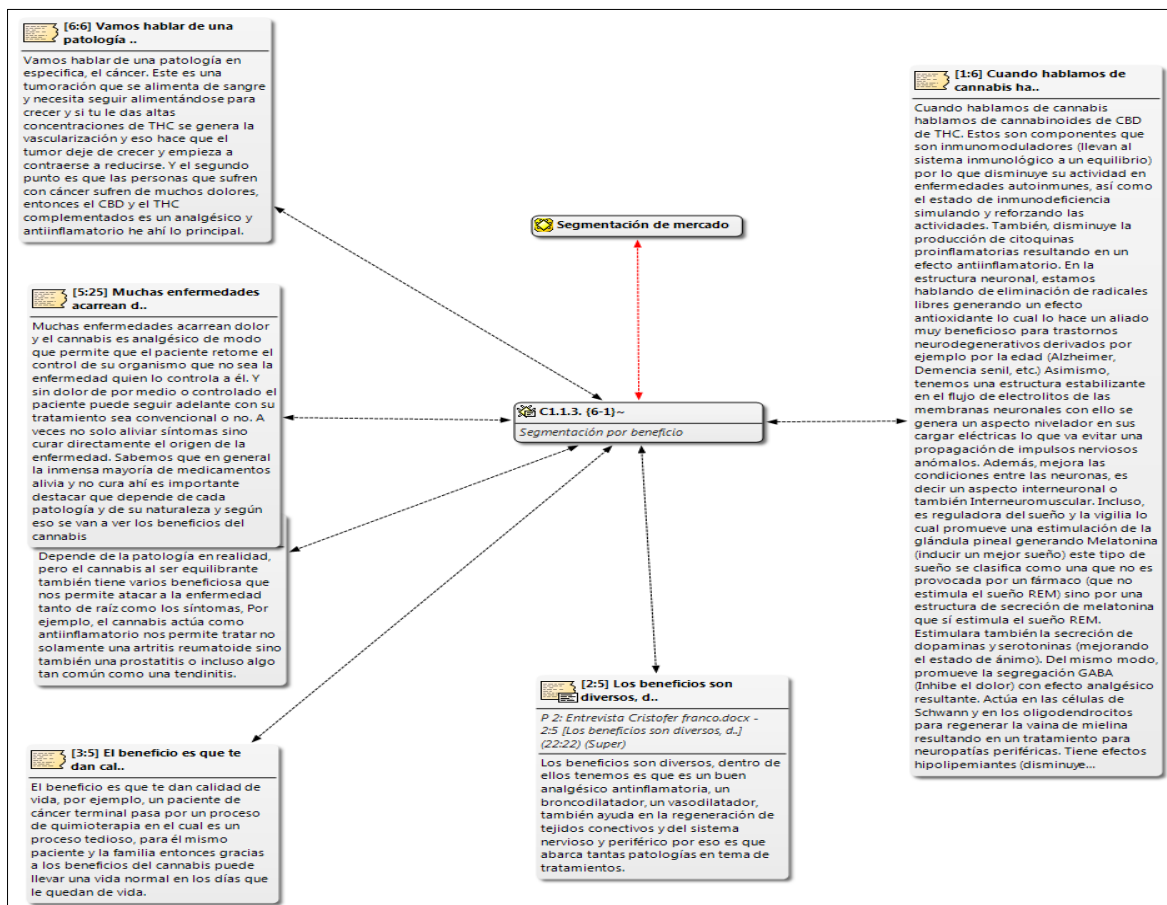 [6:6] Vamos hablar de una
patología ..
Vamos hablar de una patología en
especifica, el cáncer. Este es una
tumoración que se alimenta de sangre
y necesita seguir alimentándose para
crecer y si tu le das altas
concentraciones de THC se genera la
vascularización y eso hace que el
tumor deje de crecer y empieza a
contraerse a reducirse. Y el segundo
punto es que las personas que sufren
con cáncer sufren de muchos dolores,
entonces el CBD y el THC
complementados es un analgésico y
antiinflamatorio he ahí lo principal.
[5:25] Muchas enfermedades
acarrean d..
Muchas enfermedades acarrean dolor
y el cannabis es analgésico de modo
que permite que el paciente retome el
control de su organismo que no sea la
enfermedad quien lo controla a él. Y
sin dolor de por medio o controlado el
paciente puede seguir adelante con su
tratamiento sea convencional o no. A
veces no solo aliviar síntomas sino
curar directamente el origen de la
enfermedad. Sabemos que en general
la inmensa mayoría de medicamentos
alivia y no cura ahí es importante
destacar que depende de cada
patología y de su naturaleza y según
eso se van a ver los beneficios del
cannabis
Depende de la patología en realidad,
pero el cannabis al ser equilibrante
también tiene varios beneficiosa que
nos permite atacar a la enfermedad
tanto de raíz como los síntomas, Por
ejemplo, el cannabis actúa como
antiinflamatorio nos permite tratar no
solamente una artritis reumatoide sino
también una prostatitis o incluso algo
tan común como una tendinitis.
[3:5] El beneficio es que te
dan cal..
El beneficio es que te dan calidad de
vida, por ejemplo, un paciente de
cáncer terminal pasa por un proceso
de quimioterapia en el cual es un
proceso tedioso, para él mismo
paciente y la familia entonces gracias
a los beneficios del cannabis puede
llevar una vida normal en los días que
le quedan de vida.
Segmentación de mercado
C1.1.3. {6-1}~
Segmentación por beneficio
[2:5] Los beneficios son
diversos, d..
P 2: Entrevista Cristofer franco.docx -
2:5 [Los beneficios son diversos, d..]
(22:22) (Super)
Los beneficios son diversos, dentro de
ellos tenemos es que es un buen
analgésico antinflamatoria, un
broncodilatador, un vasodilatador,
también ayuda en la regeneración de
tejidos conectivos y del sistema
nervioso y periférico por eso es que
abarca tantas patologías en tema de
tratamientos.
[1:6] Cuando hablamos de
cannabis ha..
Cuando hablamos de cannabis
hablamos de cannabinoides de CBD
de THC. Estos son componentes que
son inmunomoduladores (llevan al
sistema inmunológico a un equilibrio)
por lo que disminuye su actividad en
enfermedades autoinmunes, así como
el estado de inmunodeficiencia
simulando y reforzando las
actividades. También, disminuye la
producción de citoquinas
proinflamatorias resultando en un
efecto antiinflamatorio. En la
estructura neuronal, estamos
hablando de eliminación de radicales
libres generando un efecto
antioxidante lo cual lo hace un aliado
muy beneficioso para trastornos
neurodegenerativos derivados por
ejemplo por la edad (Alzheimer,
Demencia senil, etc.) Asimismo,
tenemos una estructura estabilizante
en el flujo de electrolitos de las
membranas neuronales con ello se
genera un aspecto nivelador en sus
cargar eléctricas lo que va evitar una
propagación de impulsos nerviosos
anómalos. Además, mejora las
condiciones entre las neuronas, es
decir un aspecto interneuronal o
también Interneuromuscular. Incluso,
es reguladora del sueño y la vigilia lo
cual promueve una estimulación de la
glándula pineal generando Melatonina
(inducir un mejor sueño) este tipo de
sueño se clasifica como una que no es
provocada por un fármaco (que no
estimula el sueño REM) sino por una
estructura de secreción de melatonina
que sí estimula el sueño REM.
Estimulara también la secreción de
dopaminas y serotoninas (mejorando
el estado de ánimo). Del mismo modo,
promueve la segregación GABA
(Inhibe el dolor) con efecto analgésico
resultante. Actúa en las células de
Schwann y en los oligodendrocitos
para regenerar la vaina de mielina
resultando en un tratamiento para
neuropatías periféricas. Tiene efectos
hipolipemiantes (disminuye...